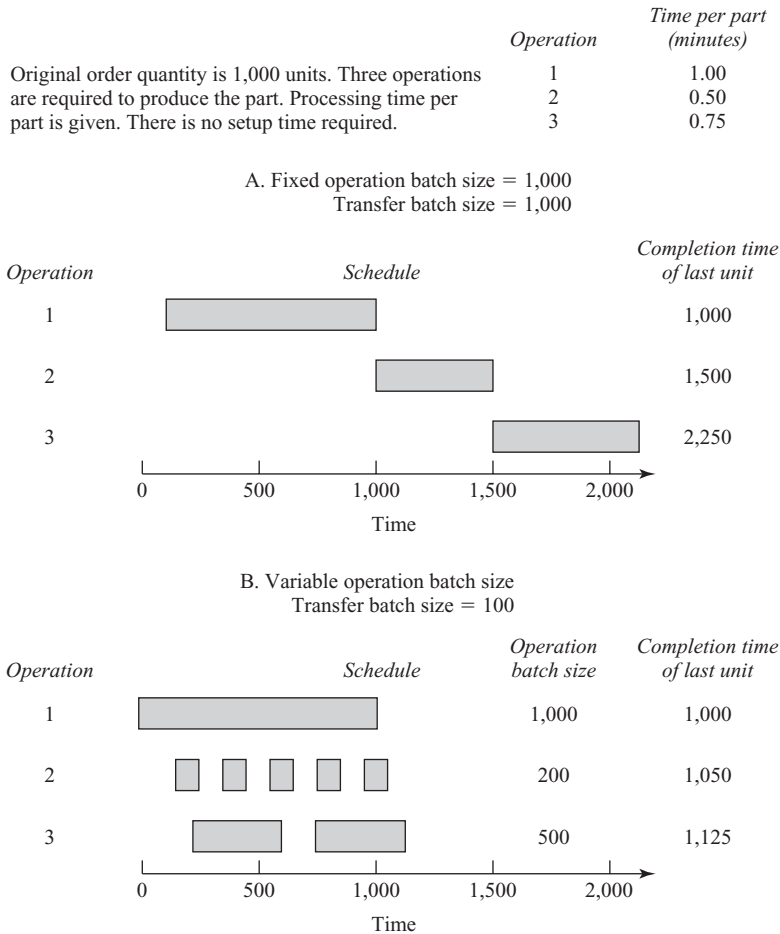 Original order quantity is 1,000 units. Three operations
are required to produce the part. Processing time per
part is given. There is no setup time required.
Operation Time per part
(minutes)
1 1.00
2 0.50
3 0.75
A. Fixed operation batch size = 1,000
Transfer batch size = 1,000
Operation Schedule Completion time
of last unit
1 1,000
2 1,500
3 2,250
0 500 1,000 1,500 2,000
Time
B. Variable operation batch size
Transfer batch size = 100
Operation Schedule Operation
batch size Completion time
of last unit
1 1,000 1,000
2 200 1,050
3 500 1,125
0 500 1,000 1,500 2,000
Time